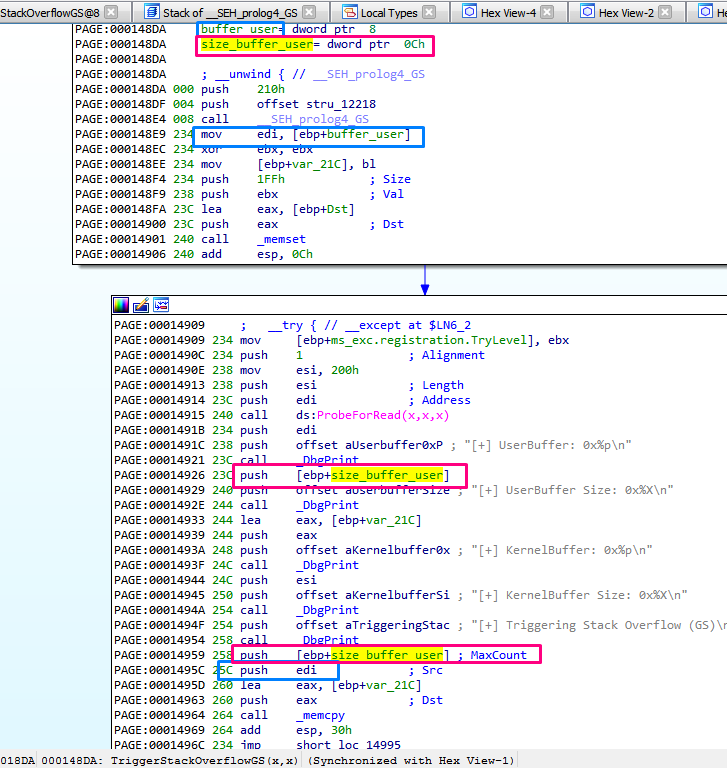 StackOverflowGS@8 Stack of __SEH_prolog4_GS Local Types Hex View-4 Hex View-2 He
PAGE:000148DA buffer_user= dword ptr 8
PAGE:000148DA size_buffer_user= dword ptr 0Ch
PAGE:000148DA
PAGE:000148DA ; __unwind { // __SEH_prolog4_GS
PAGE:000148DA 000 push 210h
PAGE:000148DF 004 push offset stru_12218
PAGE:000148E4 008 call __SEH_prolog4_GS
PAGE:000148E9 234 mov edi, [ebp+buffer_user]
PAGE:000148EC 234 xor ebx, ebx
PAGE:000148EE 234 mov [ebp+var_21C], bl
PAGE:000148F4 234 push 1FFh ; Size
PAGE:000148F9 238 push ebx ; Val
PAGE:000148FA 23C lea eax, [ebp+Dst]
PAGE:00014900 23C push eax ; Dst
PAGE:00014901 240 call _memset
PAGE:00014906 240 add esp, 0Ch
PAGE:00014909 ; __try { // __except at $LN6_2
PAGE:00014909 234 mov [ebp+ms_exc.registration.TryLevel], ebx
PAGE:0001490C 234 push 1 ; Alignment
PAGE:0001490E 238 mov esi, 200h
PAGE:00014913 238 push esi ; Length
PAGE:00014914 23C push edi ; Address
PAGE:00014915 240 call ds:ProbeForRead(x,x,x)
PAGE:0001491B 234 push edi
PAGE:0001491C 238 push offset aUserbuffer0xP ; "[+] UserBuffer: 0x%p\n"
PAGE:00014921 23C call _DbgPrint
PAGE:00014926 23C push [ebp+size_buffer_user]
PAGE:00014929 240 push offset aUserbufferSize ; "[+] UserBuffer Size: 0x%X\n"
PAGE:0001492E 244 call _DbgPrint
PAGE:00014933 244 lea eax, [ebp+var_21C]
PAGE:00014939 244 push eax
PAGE:0001493A 248 push offset aKernelbuffer0x ; "[+] KernelBuffer: 0x%p\n"
PAGE:0001493F 24C call _DbgPrint
PAGE:00014944 24C push esi
PAGE:00014945 250 push offset aKernelbufferSi ; "[+] KernelBuffer Size: 0x%X\n"
PAGE:0001494A 254 call _DbgPrint
PAGE:0001494F 254 push offset aTriggeringStac ; "[+] Triggering Stack Overflow (GS)\n
PAGE:00014954 258 call _DbgPrint
PAGE:00014959 258 push [ebp+size_buffer_user] ; MaxCount
PAGE:0001495C 25C push edi ; Src
PAGE:0001495D 260 lea eax, [ebp+var_21C]
PAGE:00014963 260 push eax ; Dst
PAGE:00014964 264 call _memcpy
PAGE:00014969 264 add esp, 30h
PAGE:0001496C 234 jmp short loc_14995
018DA 000148DA: TriggerStackOverflowGS(x,x) (Synchronized with Hex View-1)